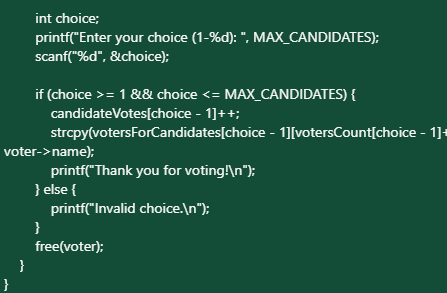 int choice;
printf("Enter your choice (1-%d): ", MAX_CANDIDATES);
scanf("%d", &choice);
if (choice >= 1 && choice <= MAX_CANDIDATES) {
candidateVotes[choice - 1]++;
strcpy(votersForCandidates[choice - 1][votersCount[choice - 1]+
voter->name);
printf("Thank you for voting!\n");
} else {
printf("Invalid choice.\n");
}
free(voter);
}
}